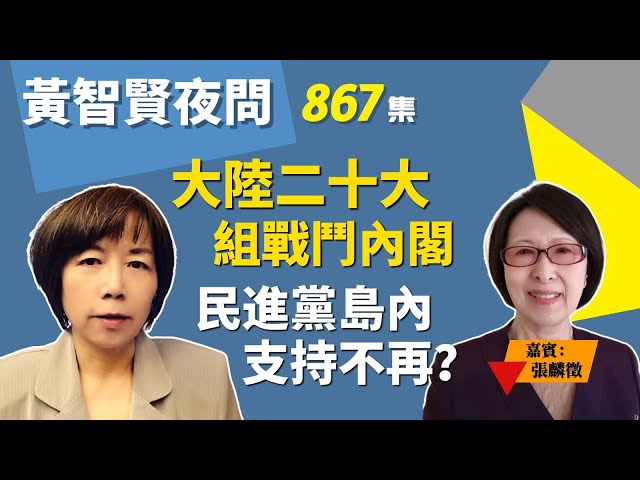 黃智賢夜問 867集
大陸二十大
組戰鬥內閣
民進黨島內
支持不再?
嘉賓:
張麟徵